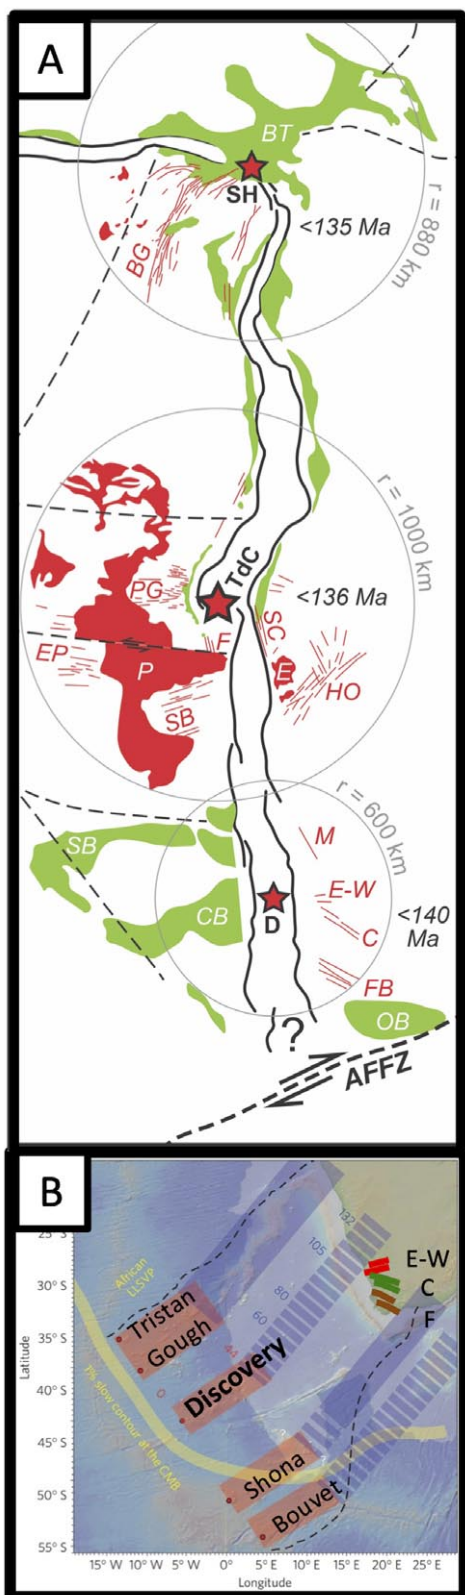 A
BT
SH
<135 Ma
r = 880 km
BG
r = 1000 km
TdC
<136 Ma
PG
F
SC
EP
P
E
HO
SB
r = 600 km
M
SB
E-W
<140
Ma
CB
D
C
FB
OB
?
AFFZ
B
25° S
132
105
E-W
African
LLSVP
C
30° S
80
F
60
Tristan
35° S
Gough
44
Latitude
Discovery
40° S
0
1% slow contour at the CMB
45° S
?
?
Shona
50° S
Bouvet
55° S
15° W
10° W
5° W
0°
5° E
10° E
15° E
20° E
25° E
Longitude